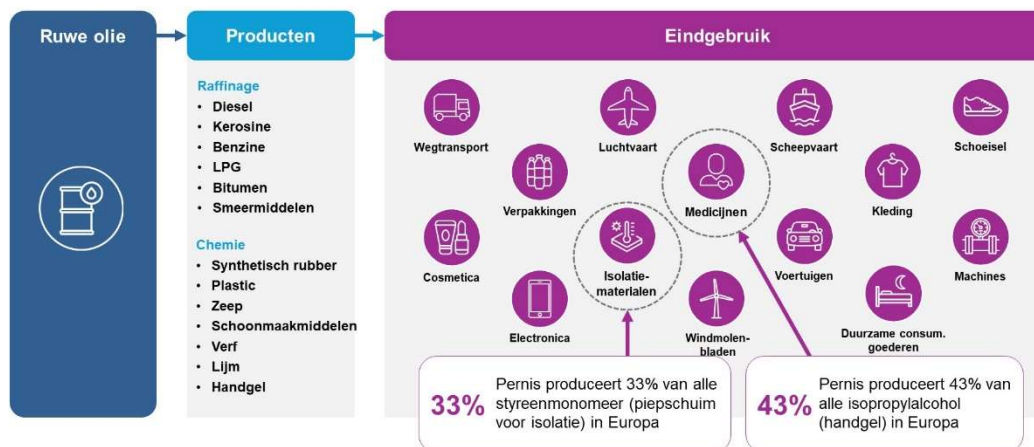 Ruwe olie
Producten
Eindgebruik
Raffinage
• Diesel
• Kerosine
• Benzine
• LPG
• Bitumen
• Smeermiddelen
Chemie
• Synthetisch rubber
• Plastic
• Zeep
• Schoonmaakmiddelen
• Verf
• Lijm
• Handgel
Wegtransport
Luchtvaart
Scheepvaart
Schoeisel
Verpakkingen
Medicijnen
Kleding
Cosmetica
Isolatie-
materialen
Voertuigen
Machines
Electronica
Windmolen-
bladen
Duurzame consum.
goederen
33%
Pernis produceert 33% van alle
styreenmonomeer (piepschuim
voor isolatie) in Europa
43%
Pernis produceert 43% van
alle isopropylalcohol
(handgel) in Europa